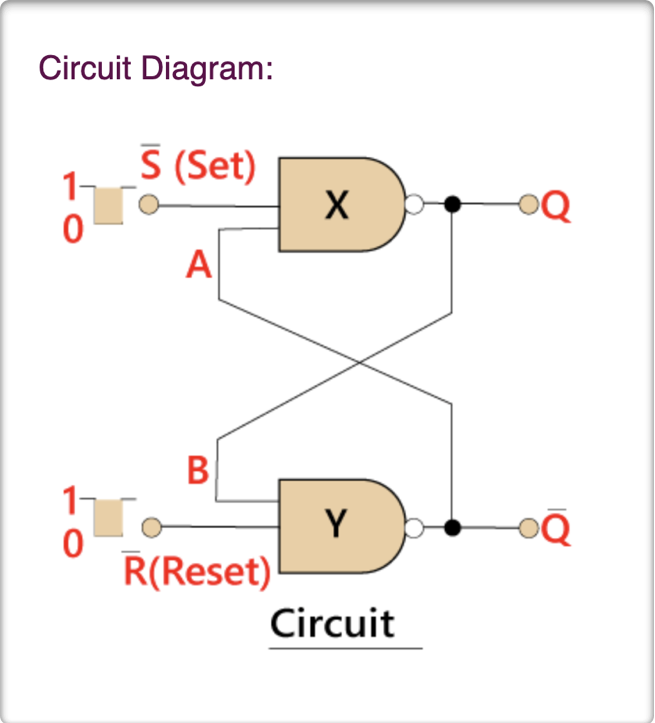 Circuit Diagram:
S̅ (Set)
1
0
X
Q
A
B
1
0
Y
Q̅
R̅(Reset)
Circuit